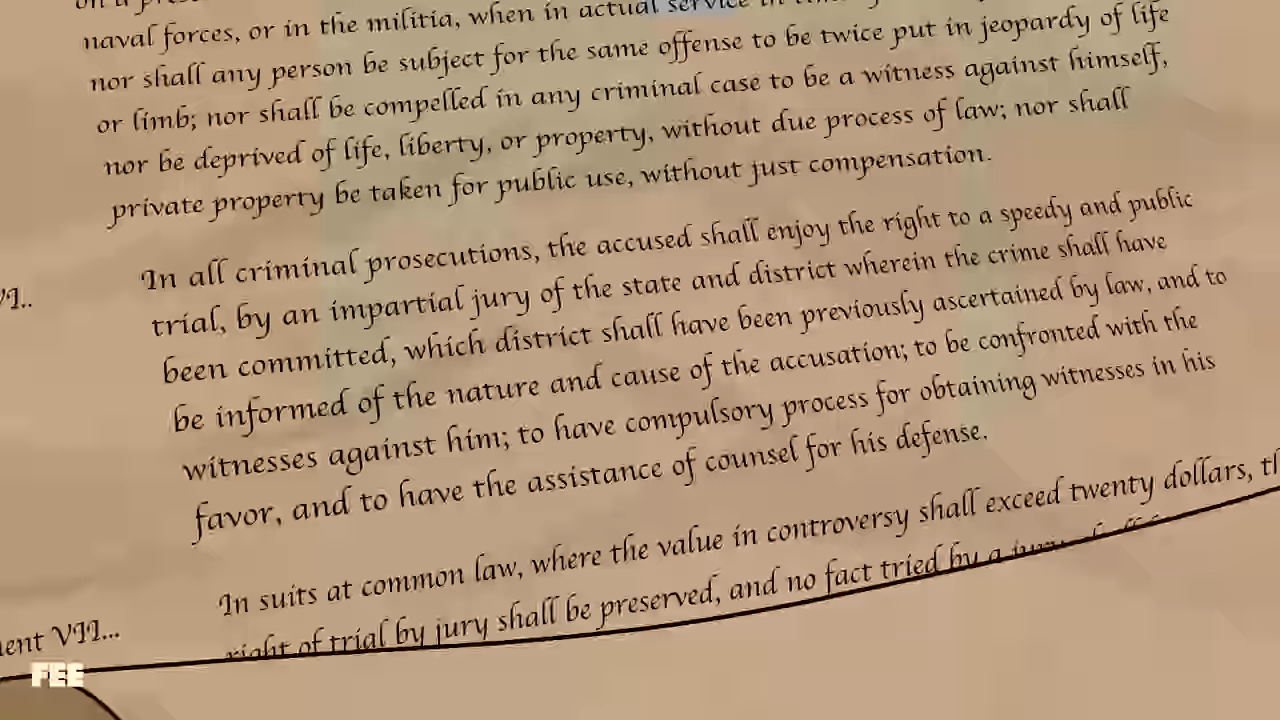 naval forces, or in the militia, when in actual service in
nor shall any person be subject for the same offense to be twice put in jeopardy of life
or limb; nor shall be compelled in any criminal case to be a witness against himself,
nor be deprived of life, liberty, or property, without due process of law; nor shall
private property be taken for public use, without just compensation.
VI..
In all criminal prosecutions, the accused shall enjoy the right to a speedy and public
trial, by an impartial jury of the state and district wherein the crime shall have
been committed, which district shall have been previously ascertained by law, and to
be informed of the nature and cause of the accusation; to be confronted with the
witnesses against him; to have compulsory process for obtaining witnesses in his
favor, and to have the assistance of counsel for his defense.
ent VII...
In suits at common law, where the value in controversy shall exceed twenty dollars, th
right of trial by jury shall be preserved, and no fact tried by a jury
FEE